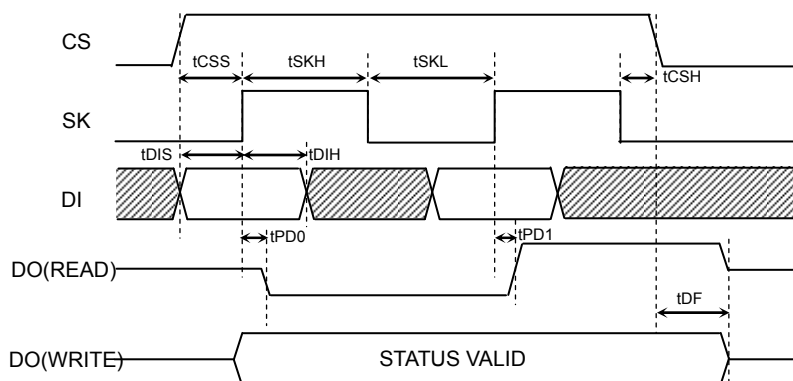 CS
tCSS tSKH tSKL tCSH
SK
tDIS tDIH
DI
tPD0 tPD1
DO(READ)
tDF
DO(WRITE) STATUS VALID